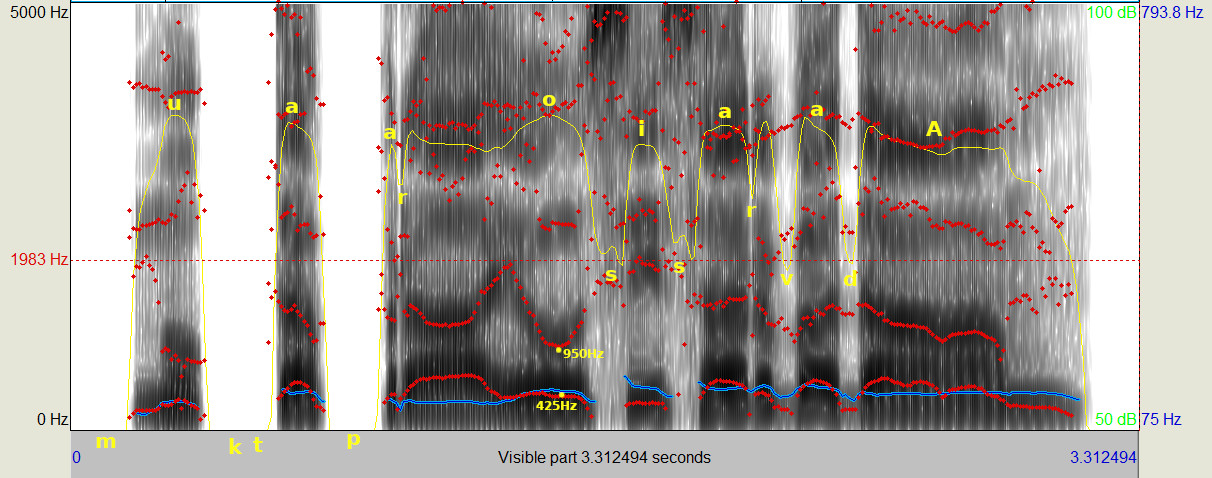 5000 Hz
100 dB 793.8 Hz
u
a
o
a
a
A
a
i
r
r
1983 Hz
s
s
v
d
950Hz
425Hz
0 Hz
50 dB 75 Hz
m
k t
p
0
Visible part 3.312494 seconds
3.312494